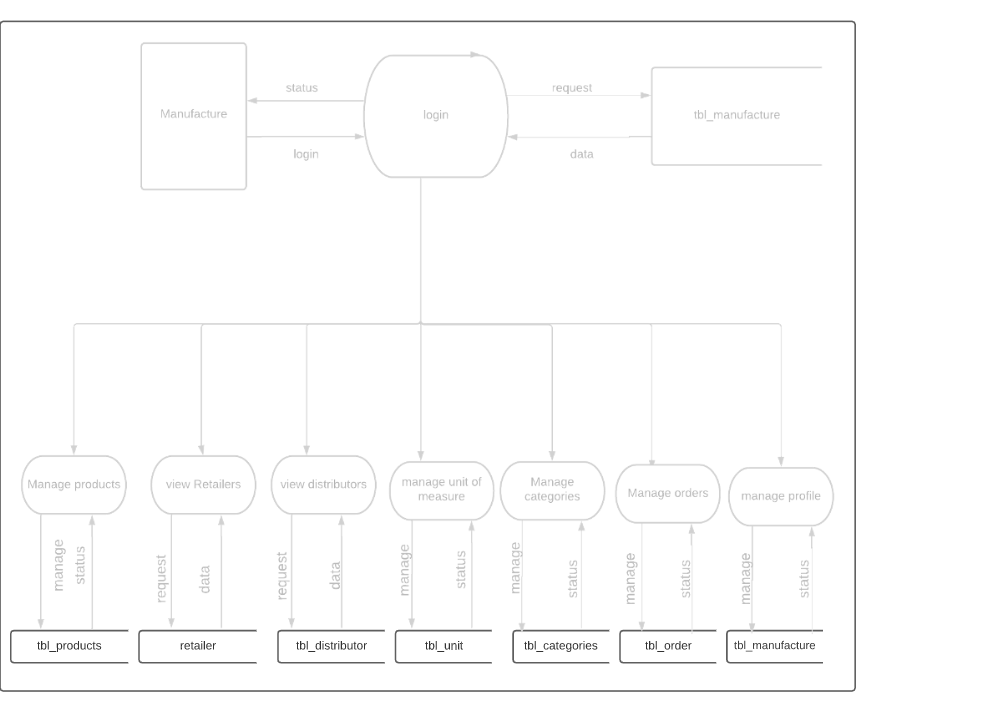 status
request
Manufacture
login
tbl_manufacture
login
data
Manage products
view Retailers
view distributors
manage unit of
measure
Manage
categories
Manage orders
manage profile
manage
status
request
data
request
data
manage
status
manage
status
manage
status
manage
status
tbl_products
retailer
tbl_distributor
tbl_unit
tbl_categories
tbl_order
tbl_manufacture